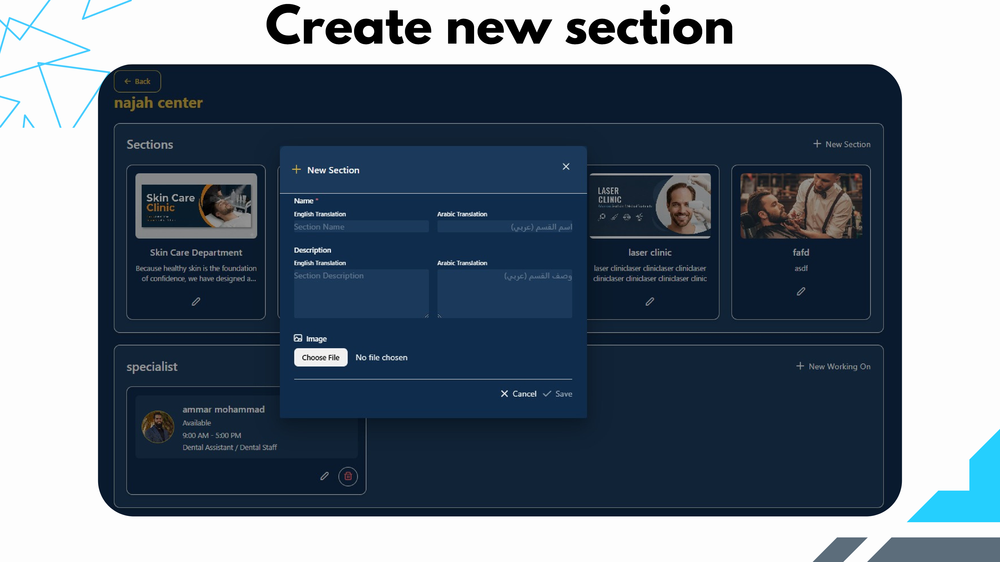 Create new section
← Back
najah center
Sections
+ New Section
Skin Care
Clinic
Skin Care Department
Because healthy skin is the foundation
of confidence, we have designed a...
+ New Section
Name *
English Translation
Arabic Translation
Section Name
اسم القسم (عربي)
Description
English Translation
Arabic Translation
Section Description
وصف القسم (عربي)
Image
Choose File No file chosen
× Cancel ✓ Save
LASER
CLINIC
laser clinic
laser cliniclaser cliniclaser cliniclaser
cliniclaser cliniclaser cliniclaser clinic
fafd
asdf
specialist
+ New Working On
ammar mohammad
Available
9:00 AM - 5:00 PM
Dental Assistant / Dental Staff